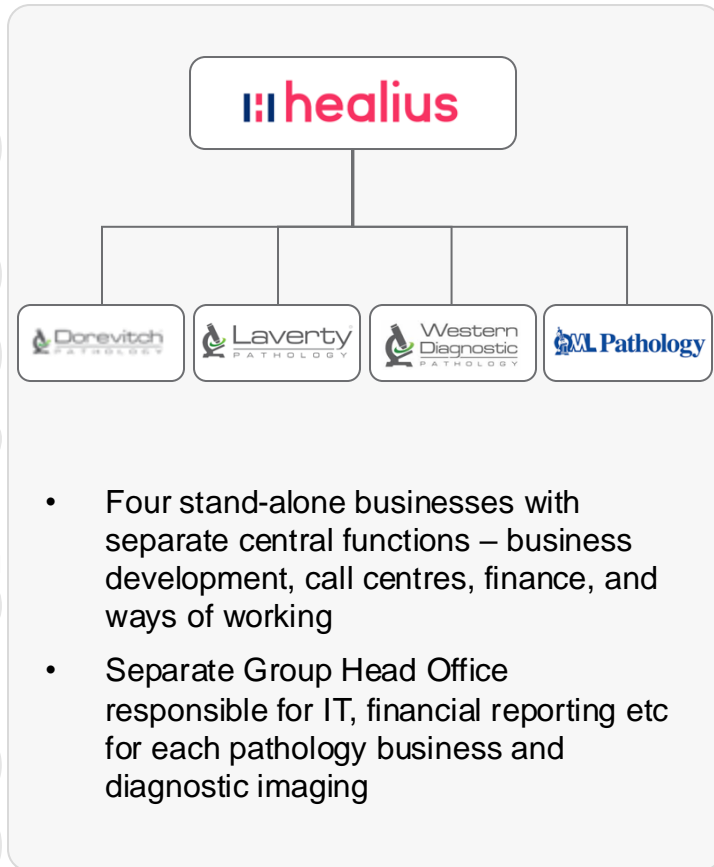 healius
Dorevitch
PATHOLOGY
Laverty
PATHOLOGY
Western
Diagnostic
PATHOLOGY
QML Pathology
• Four stand-alone businesses with
separate central functions – business
development, call centres, finance, and
ways of working
• Separate Group Head Office
responsible for IT, financial reporting etc
for each pathology business and
diagnostic imaging